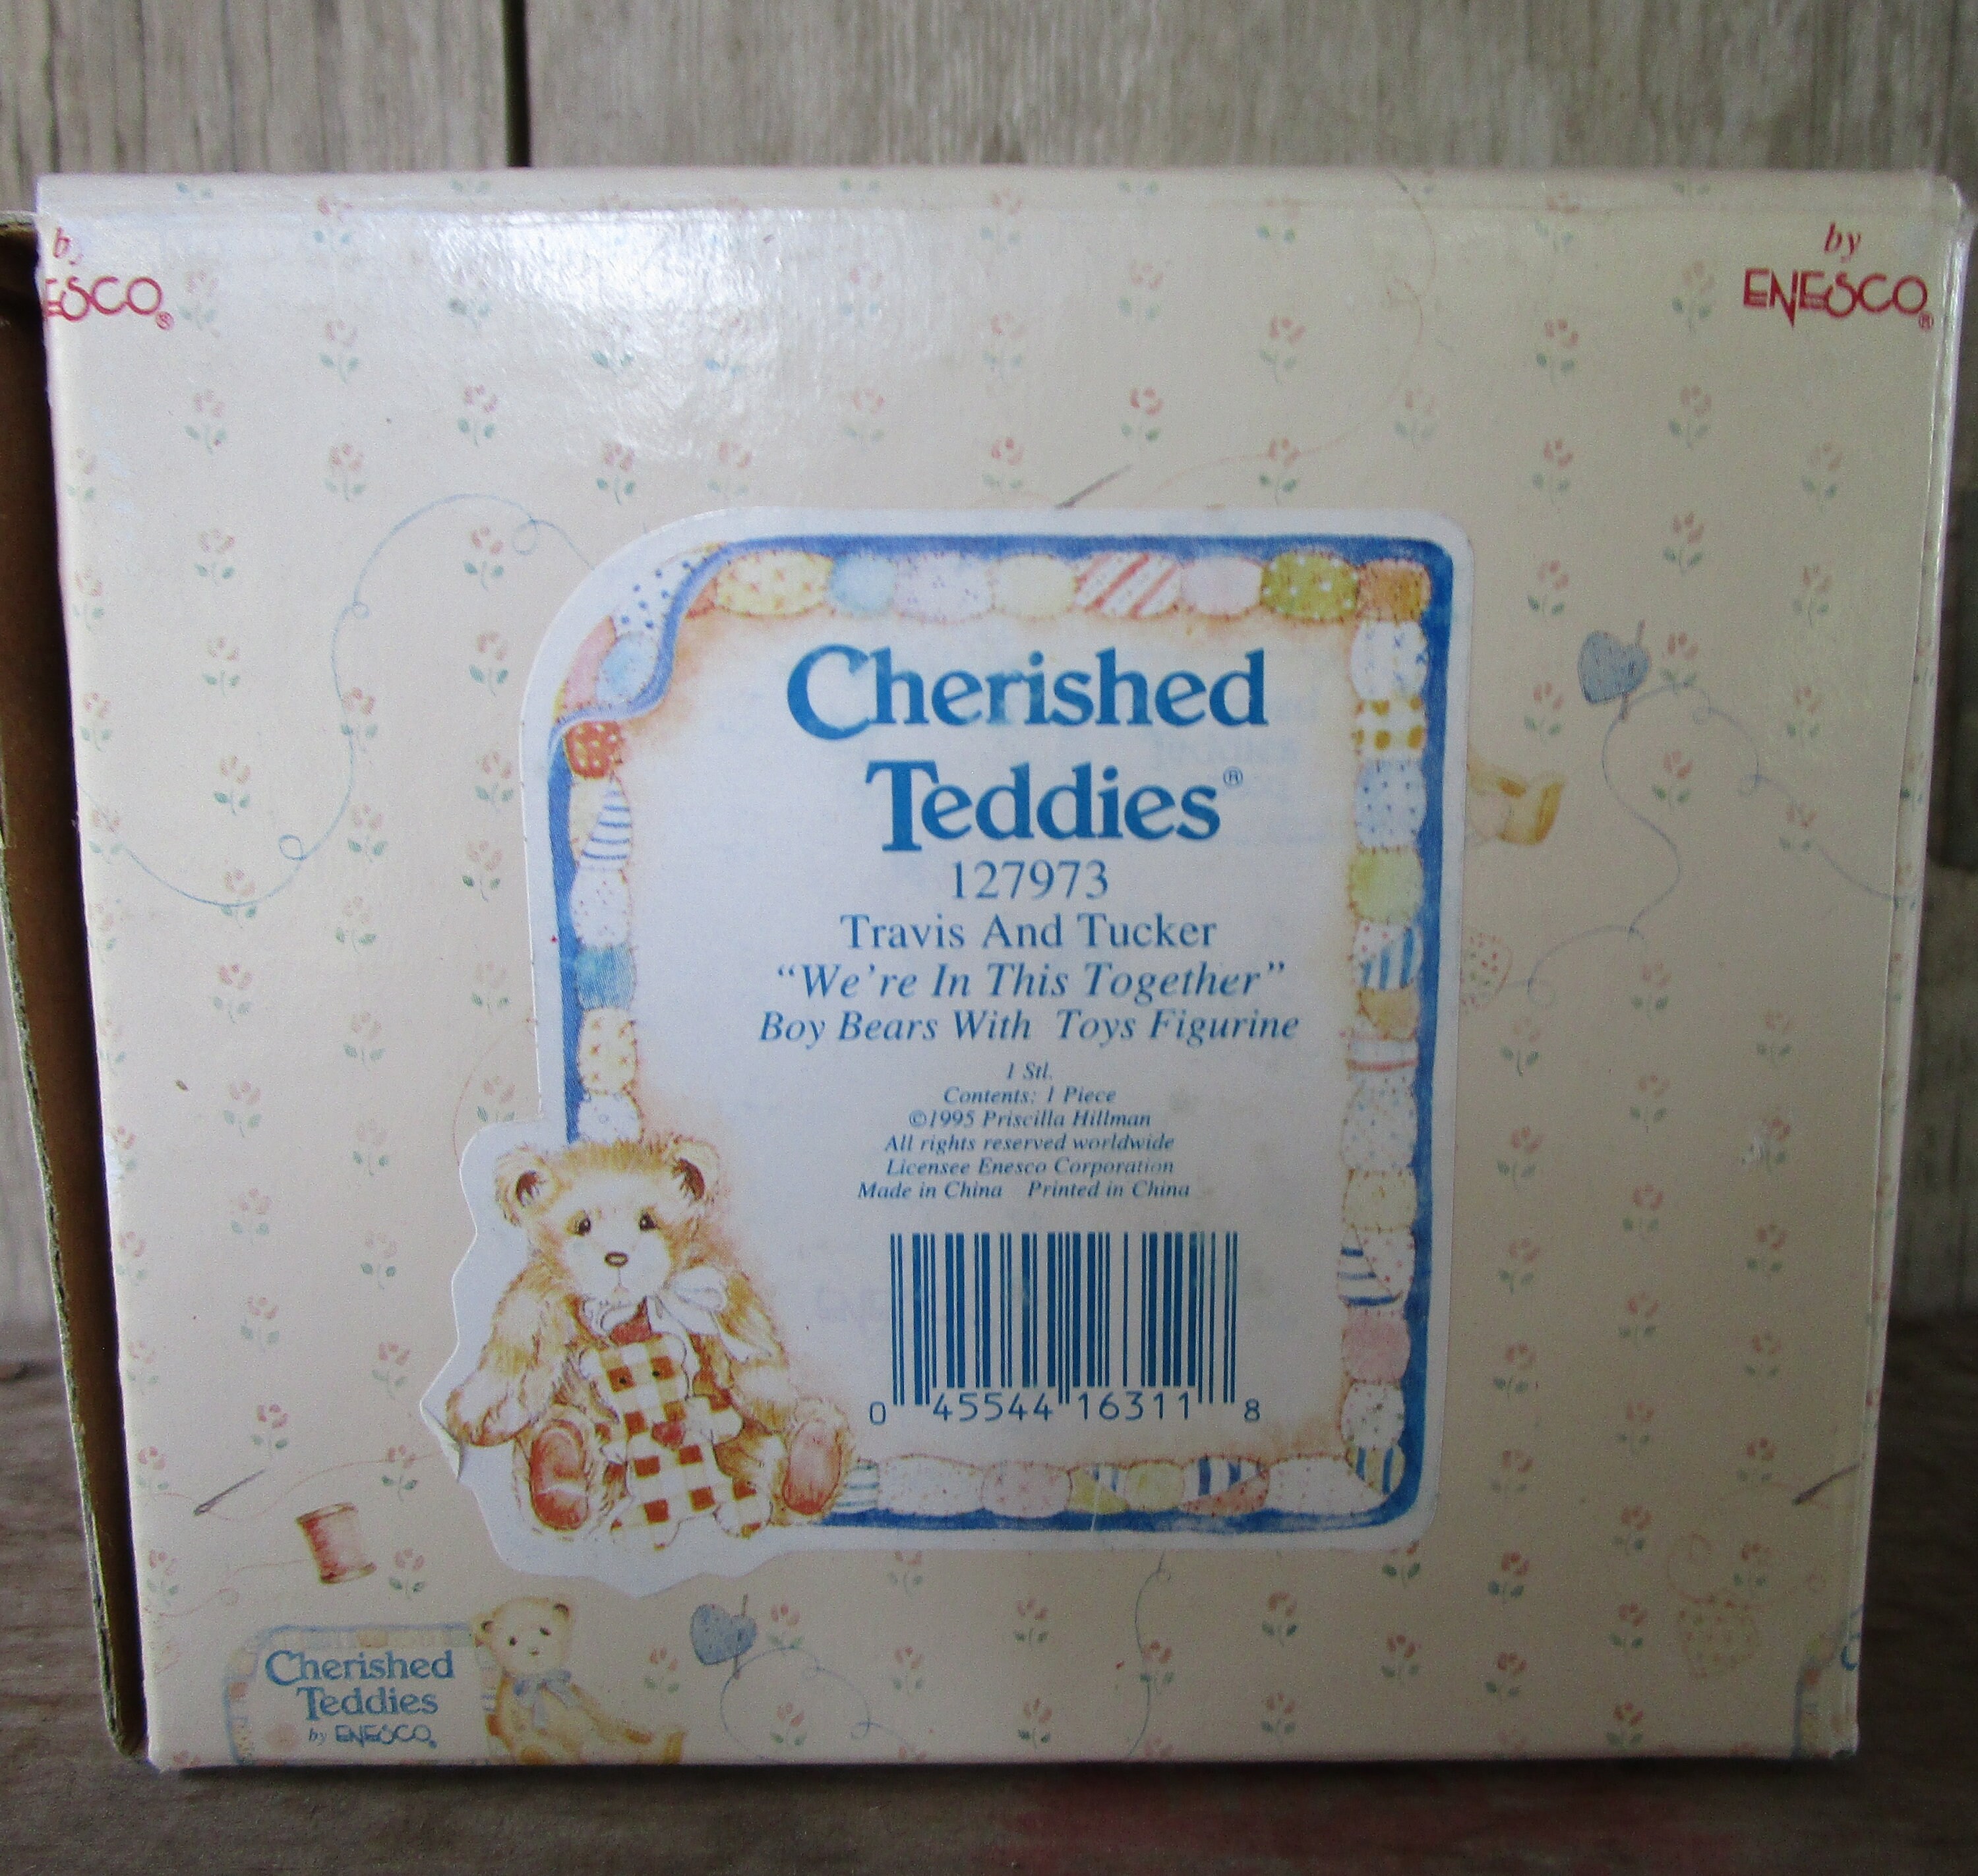 by
ESCO®
by
ENESCO®
Cherished
Teddies®
127973
Travis And Tucker
“We’re In This Together”
Boy Bears With Toys Figurine
1 Stl.
Contents: 1 Piece
©1995 Priscilla Hillman
All rights reserved worldwide
Licensee Enesco Corporation
Made in China Printed in China
0 45544 16311 8
Cherished
Teddies
by ENESCO®